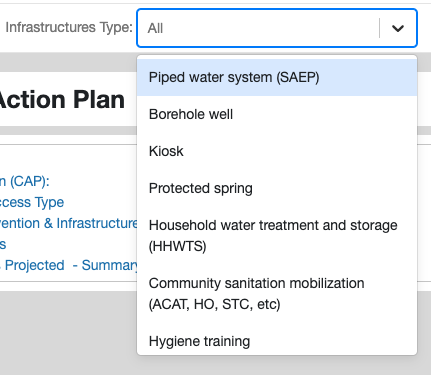 Infrastructures Type: All
Piped water system (SAEP)
Action Plan
Borehole well
Kiosk
n (CAP):
Protected spring
ccess Type
vention & Infrastructure
Household water treatment and storage
(HHWTS)
s
Projected - Summary
Community sanitation mobilization
(ACAT, HO, STC, etc)
Hygiene training